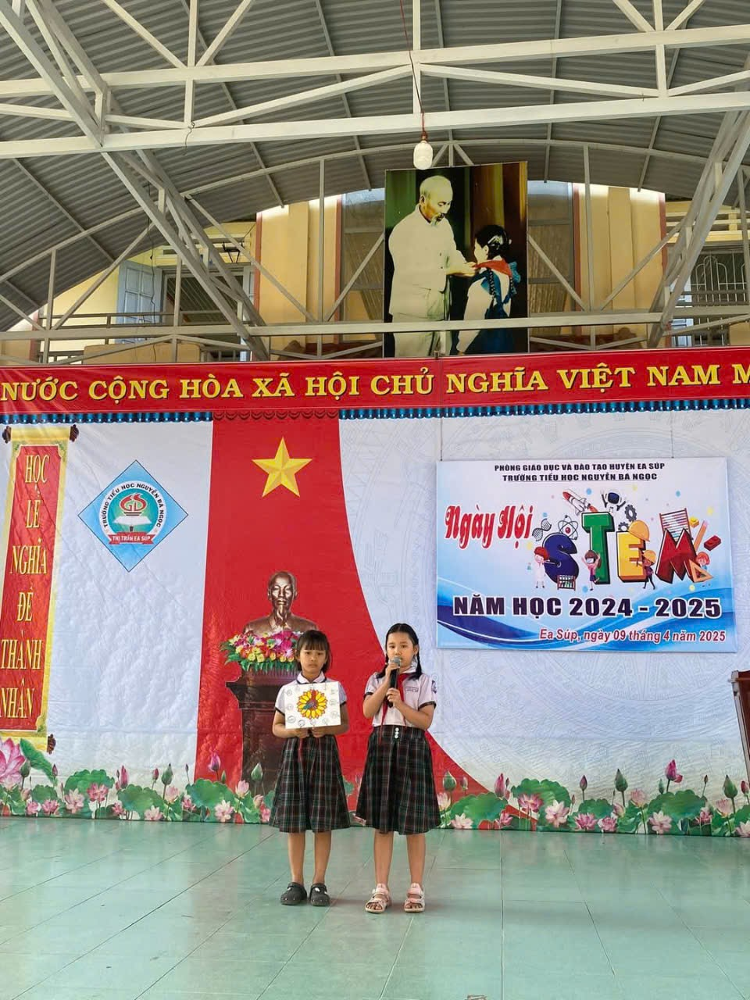 NƯỚC CỘNG HÒA XÃ HỘI CHỦ NGHĨA VIỆT NAM M
HỌC
LỄ
NGHĨA
ĐỂ
THÀNH
NHÂN
TRƯỜNG TIỂU HỌC NGUYỄN BÁ NGỌC
THỊ TRẤN EA SÚP
PHÒNG GIÁO DỤC VÀ ĐÀO TẠO HUYỆN EA SÚP
TRƯỜNG TIỂU HỌC NGUYỄN BÁ NGỌC
Ngày Hội
STEM
NĂM HỌC 2024 - 2025
Ea Súp, ngày 09 tháng 4 năm 2025